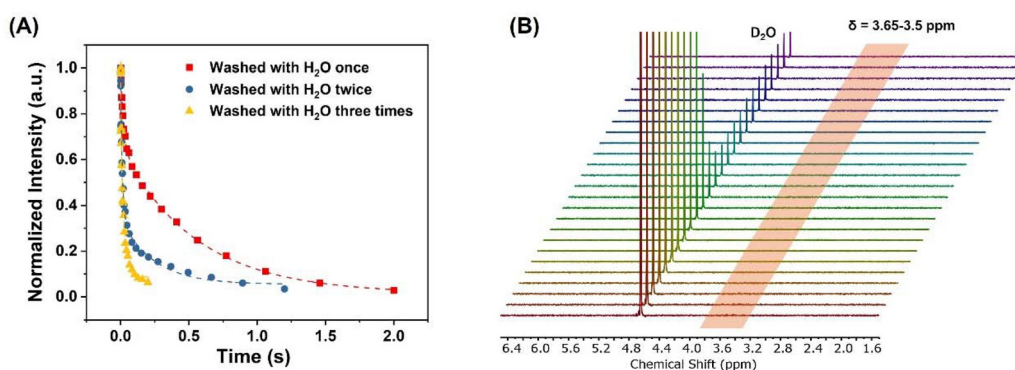 (A)
Normalized Intensity (a.u.)
1.0
0.8
0.6
0.4
0.2
0.0
Washed with H₂O once
Washed with H₂O twice
Washed with H₂O three times
0.0 0.5 1.0 1.5 2.0
Time (s)
(B)
D₂O
δ = 3.65-3.5 ppm
6.4 6.0 5.6 5.2 4.8 4.4 4.0 3.6 3.2 2.8 2.4 2.0 1.6
Chemical Shift (ppm)